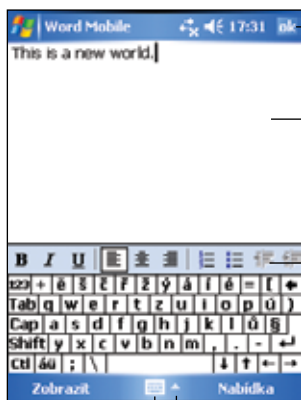 Word Mobile 17:31 ok
This is a new world.
B I U
123 + ě š č ř ž ý á í é = [
Tab q w e r t z u i o p ú )
Cap a s d f g h j k l ů §
Shift y x c v b n m , . -
Ctl áü ; \
Zobrazit Nabídka